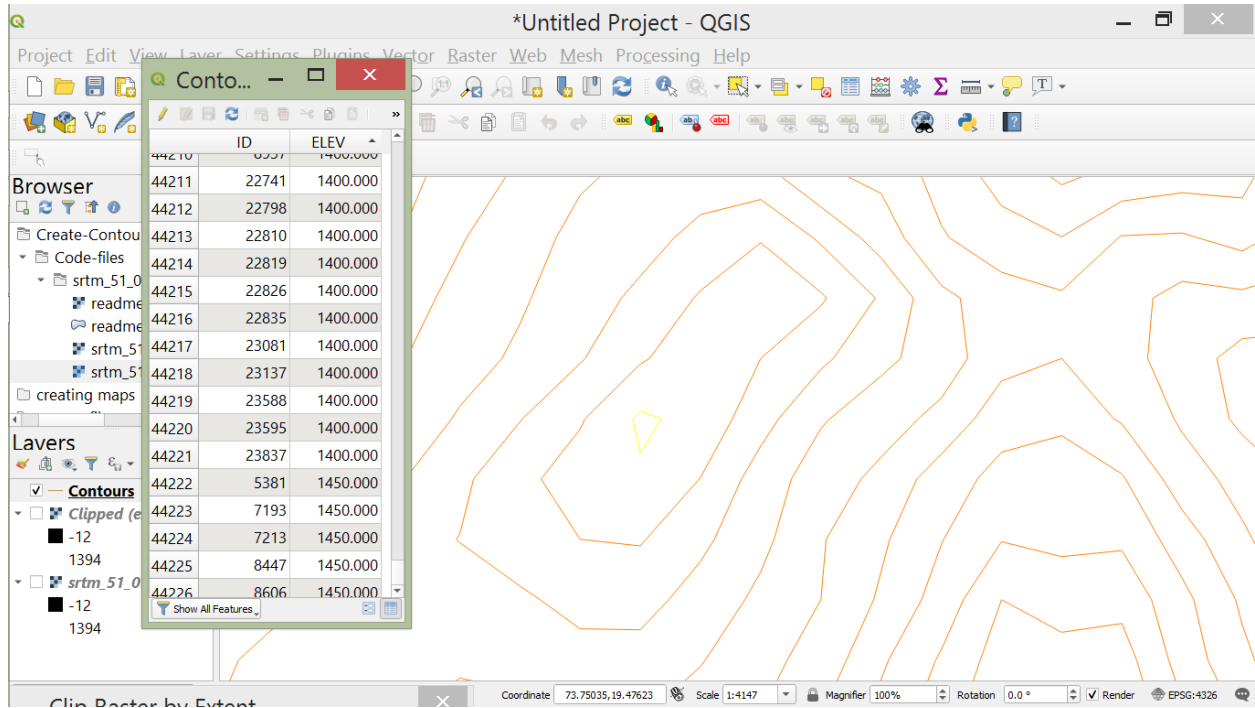 *Untitled Project - QGIS
Project Edit View Layer Settings Plugins Vector Raster Web Mesh Processing Help
Conto...
ID ELEV
44210 8957 1400.000
44211 22741 1400.000
44212 22798 1400.000
44213 22810 1400.000
44214 22819 1400.000
44215 22826 1400.000
44216 22835 1400.000
44217 23081 1400.000
44218 23137 1400.000
44219 23588 1400.000
44220 23595 1400.000
44221 23837 1400.000
44222 5381 1450.000
44223 7193 1450.000
44224 7213 1450.000
44225 8447 1450.000
44226 8606 1450.000
Show All Features
Browser
Create-Contou
Code-files
srtm_51_0
readme
readme
srtm_51
srtm_51
creating maps
Layers
Contours
Clipped (e
-12
1394
srtm_51_0
-12
1394
Clip Raster by Extent
Coordinate 73.75035,19.47623 Scale 1:4147 Magnifier 100% Rotation 0.0 ° Render EPSG:4326